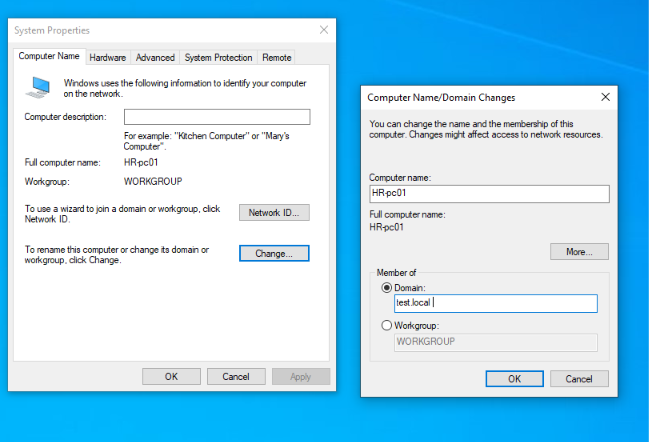 System Properties
Computer Name Hardware Advanced System Protection Remote
Windows uses the following information to identify your computer
on the network.
Computer description:
For example: "Kitchen Computer" or "Mary's
Computer".
Full computer name: HR-pc01
Workgroup: WORKGROUP
To use a wizard to join a domain or workgroup, click
Network ID.
Network ID...
To rename this computer or change its domain or
workgroup, click Change.
Change...
OK Cancel Apply
Computer Name/Domain Changes
You can change the name and the membership of this
computer. Changes might affect access to network resources.
Computer name:
HR-pc01
Full computer name:
HR-pc01
More...
Member of
Domain:
test.local
Workgroup:
WORKGROUP
OK Cancel